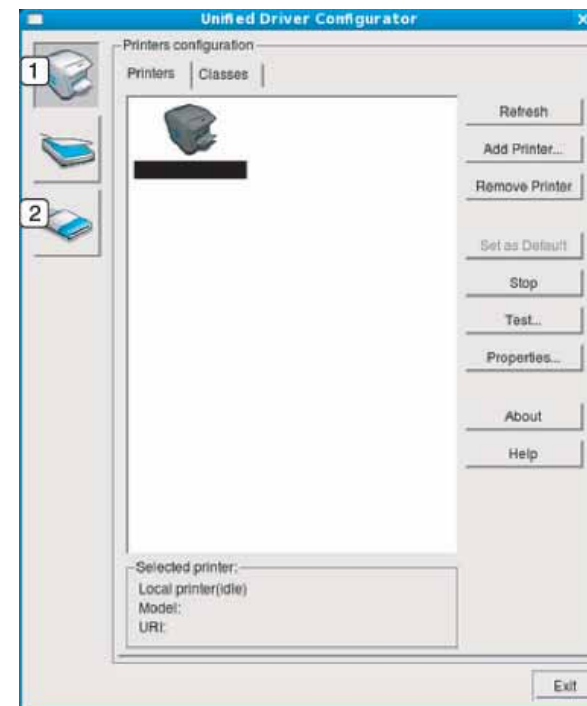 Unified Driver Configurator
Printers configuration
Printers
Classes
1
2
Refresh
Add Printer...
Remove Printer
Set as Default
Stop
Test...
Properties...
About
Help
Selected printer:
Local printer(idle)
Model:
URI:
Exit